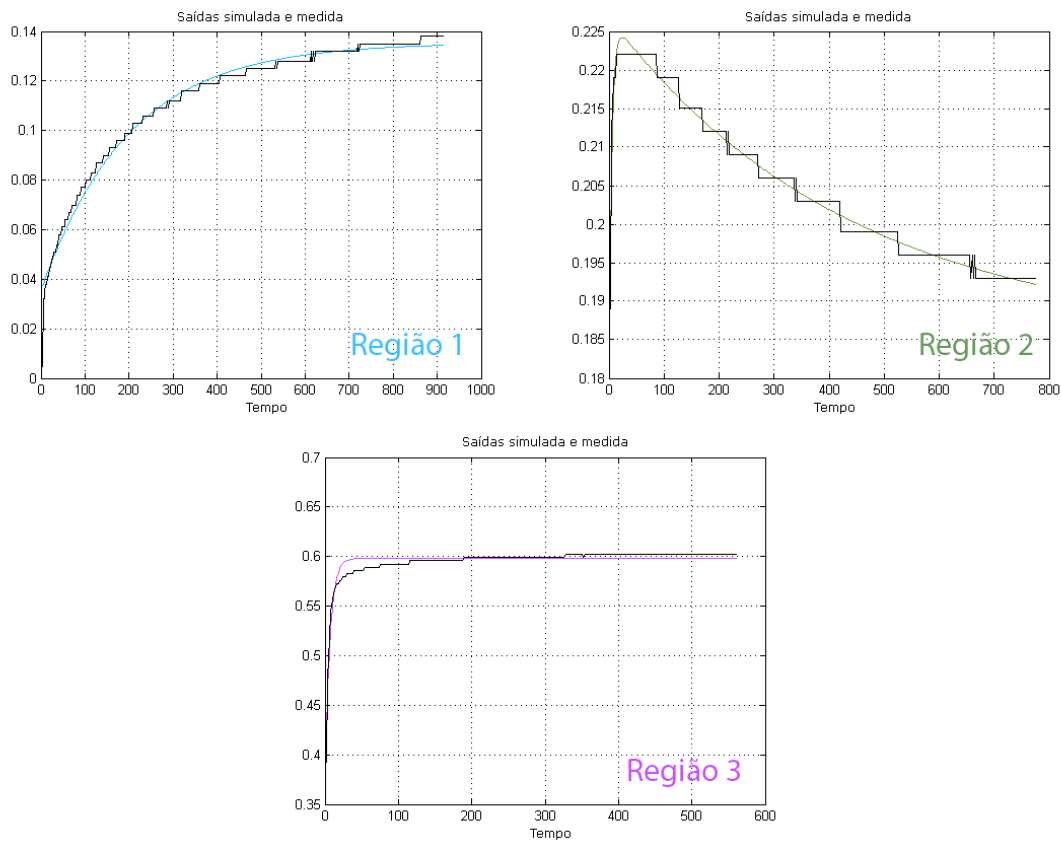 Saídas simulada e medida
0.14
0.12
0.1
0.08
0.06
0.04
0.02
0
Região 1
0 100 200 300 400 500 600 700 800 900 1000
Tempo
Saídas simulada e medida
0.225
0.22
0.215
0.21
0.205
0.2
0.195
0.19
0.185
0.18
Região 2
0 100 200 300 400 500 600 700 800
Tempo
Saídas simulada e medida
0.7
0.65
0.6
0.55
0.5
0.45
0.4
0.35
Região 3
0 100 200 300 400 500 600
Tempo